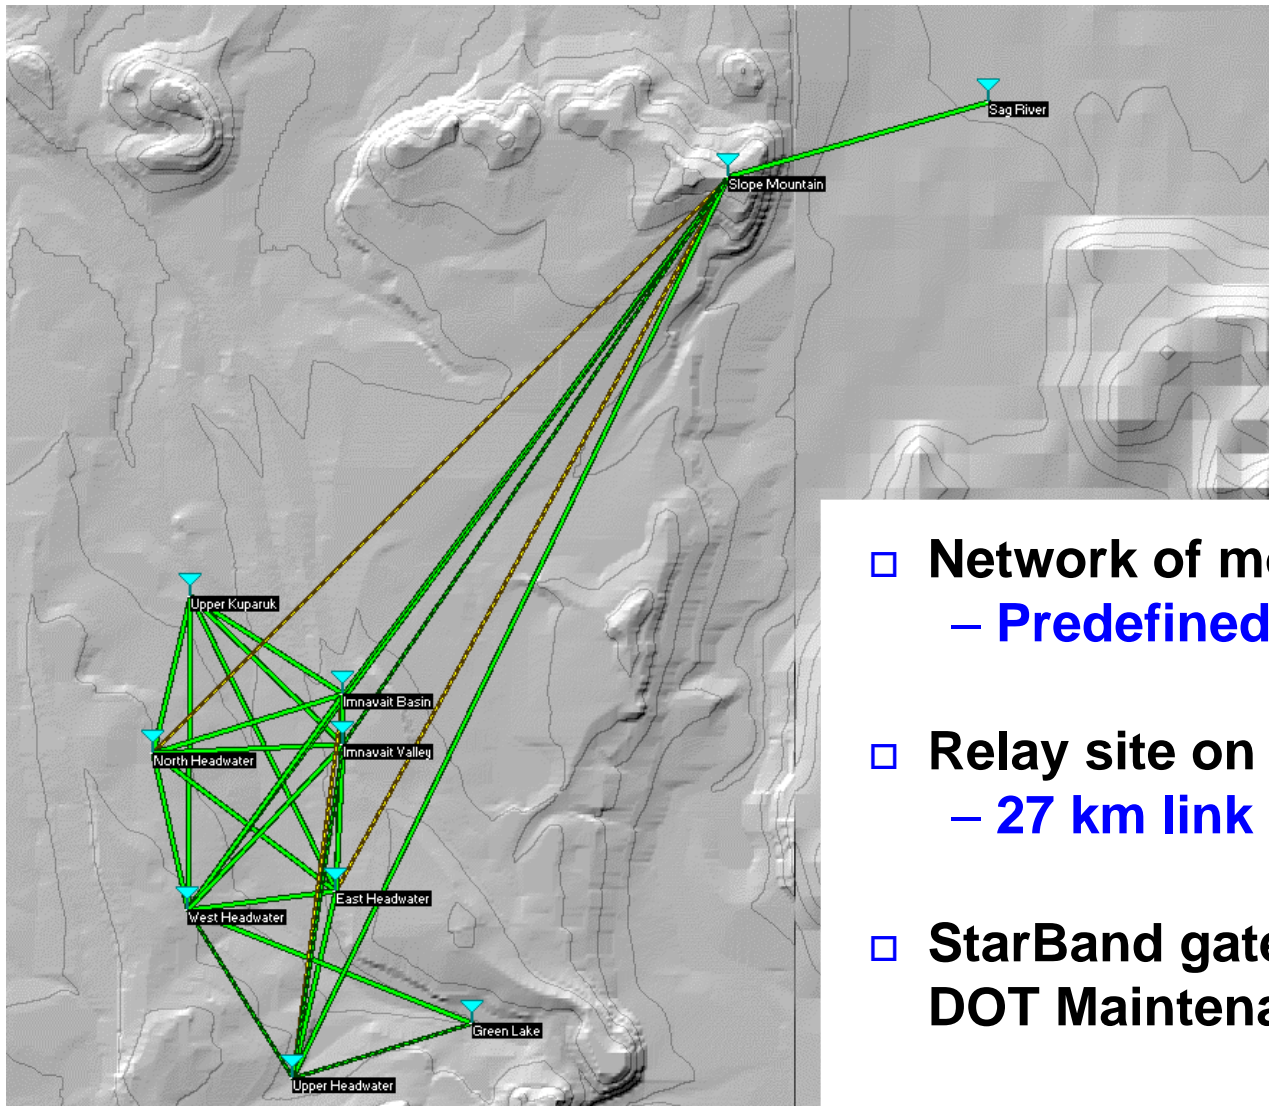 Sag River
Slope Mountain
Upper Kuparuk
Imnavait Basin
Imnavait Valley
North Headwater
East Headwater
West Headwater
Green Lake
Upper Headwater
Network of
– Predefined
Relay site on
– 27 km link
StarBand
DOT